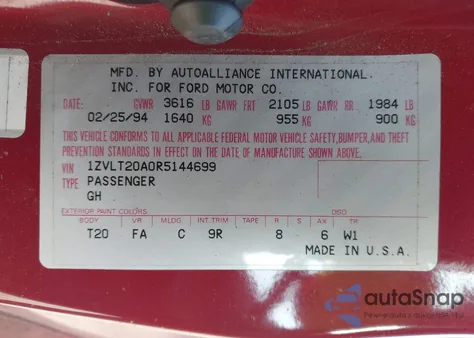 MFD. BY AUTOALLIANCE INTERNATIONAL.
INC. FOR FORD MOTOR CO.
DATE: GVWR 3616 LB GAWR FRT 2105 LB GAWR RR 1984 LB
02/25/94 1640 KG 955 KG 900 KG
THIS VEHICLE CONFORMS TO ALL APPLICABLE FEDERAL MOTOR VEHICLE SAFETY, BUMPER, AND THEFT
PREVENTION STANDARDS IN EFFECT ON THE DATE OF MANUFACTURE SHOWN ABOVE.
VIN 1ZVLT20A0R5144699
TYPE PASSENGER
GH
EXTERIOR PAINT COLORS DSO
BODY VR MLDG INT.TRIM TAPE R S AX TR
T20 FA C 9R 8 6 W1
MADE IN U.S.A.
autoSnap